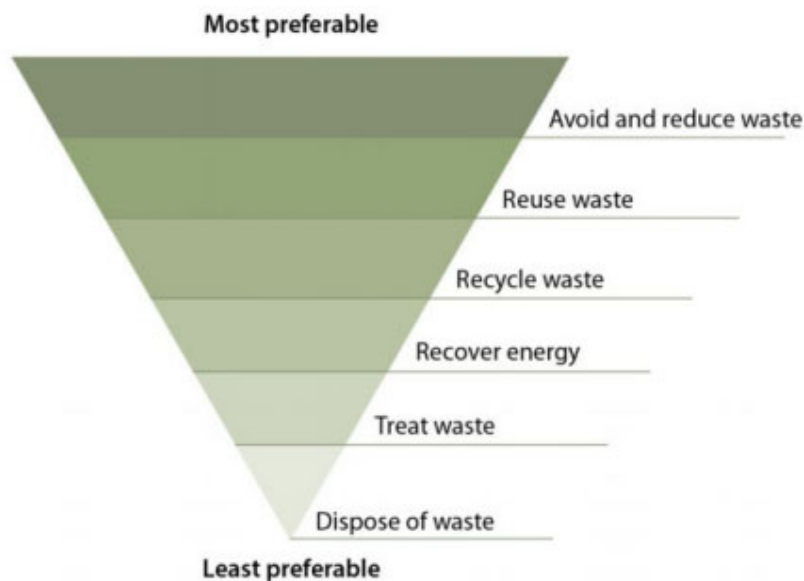 Most preferable
Avoid and reduce waste
Reuse waste
Recycle waste
Recover energy
Treat waste
Dispose of waste
Least preferable